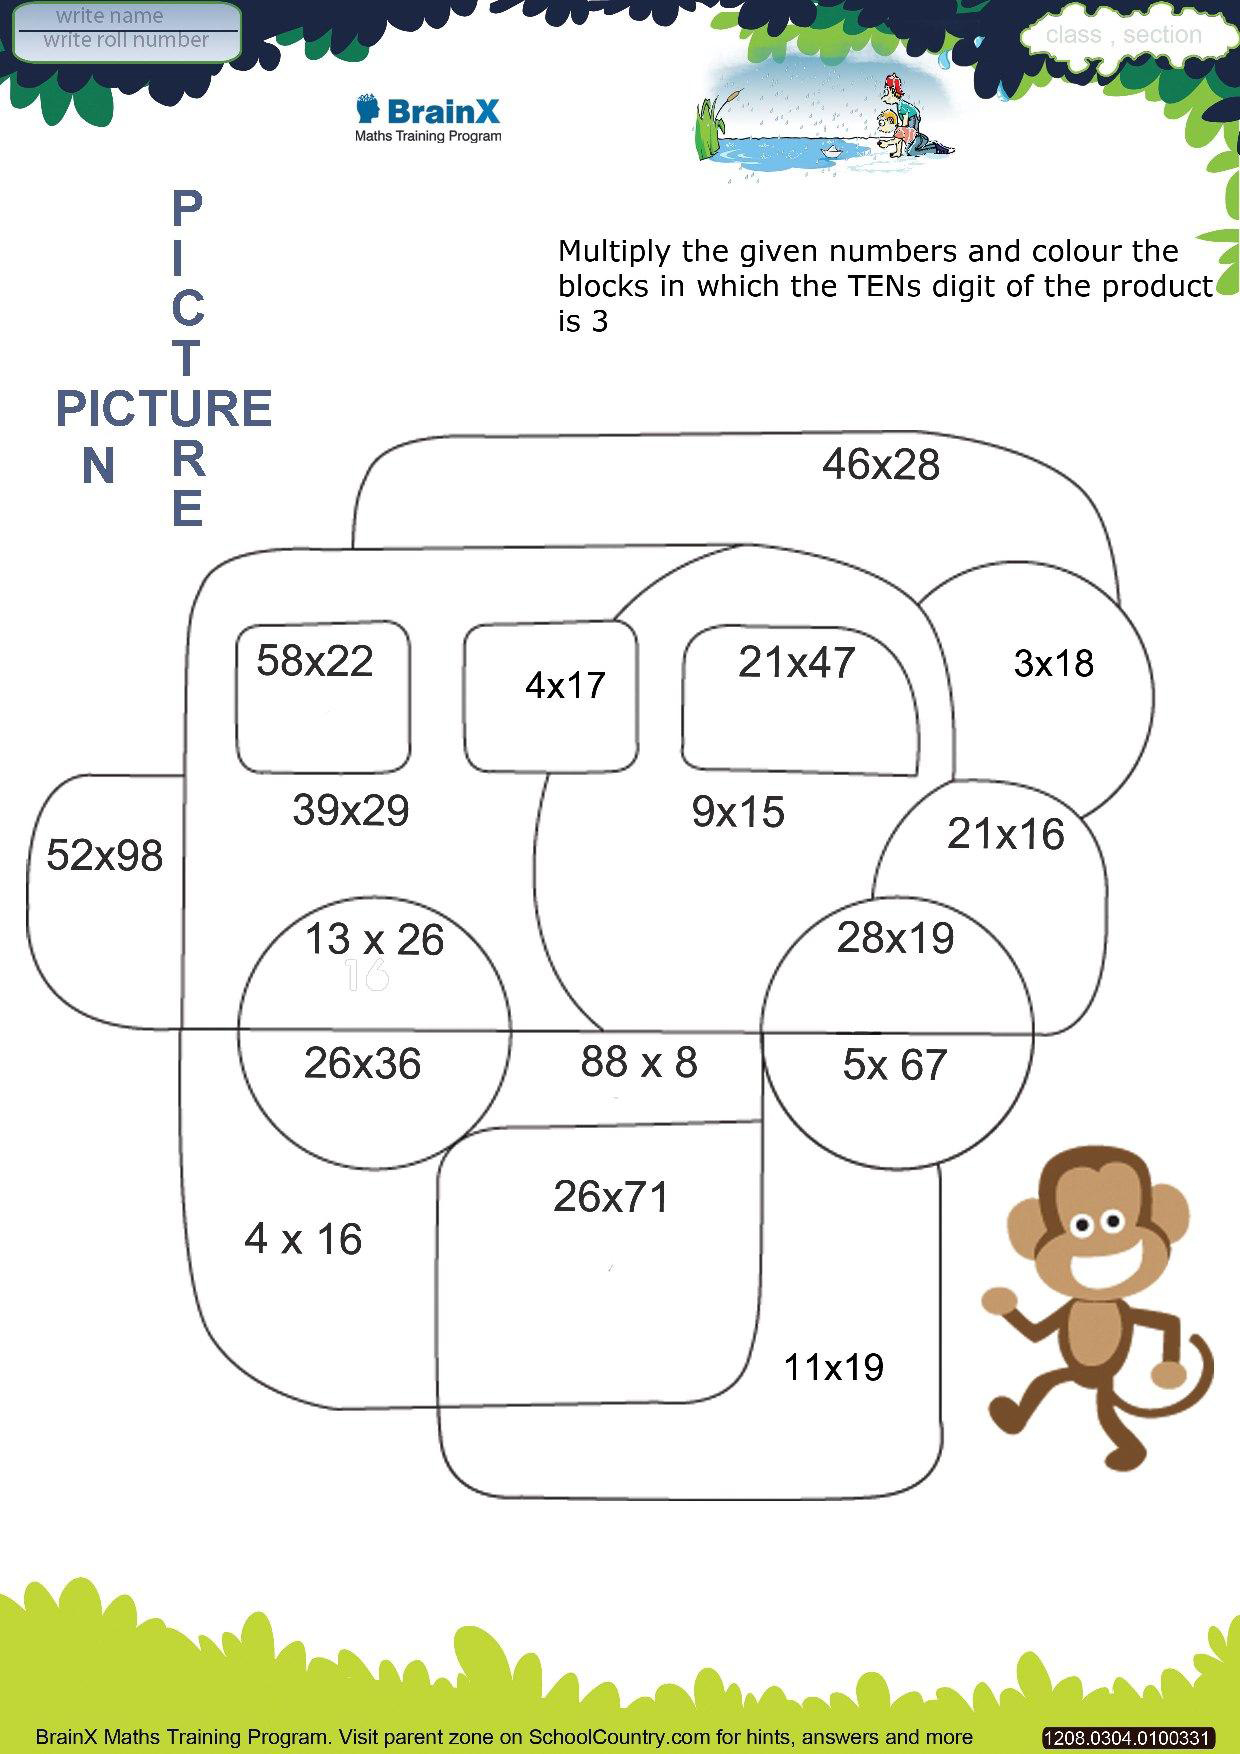 write name
write roll number
class , section
BrainX
Maths Training Program
P
I
C
T
PICTURE
N R
E
Multiply the given numbers and colour the
blocks in which the TENs digit of the product
is 3
46x28
58x22
4x17
21x47
3x18
39x29
9x15
52x98
21x16
13 x 26
16
28x19
26x36
88 x 8
5x 67
26x71
4 x 16
11x19
BrainX Maths Training Program. Visit parent zone on SchoolCountry.com for hints, answers and more
1208.0304.0100331